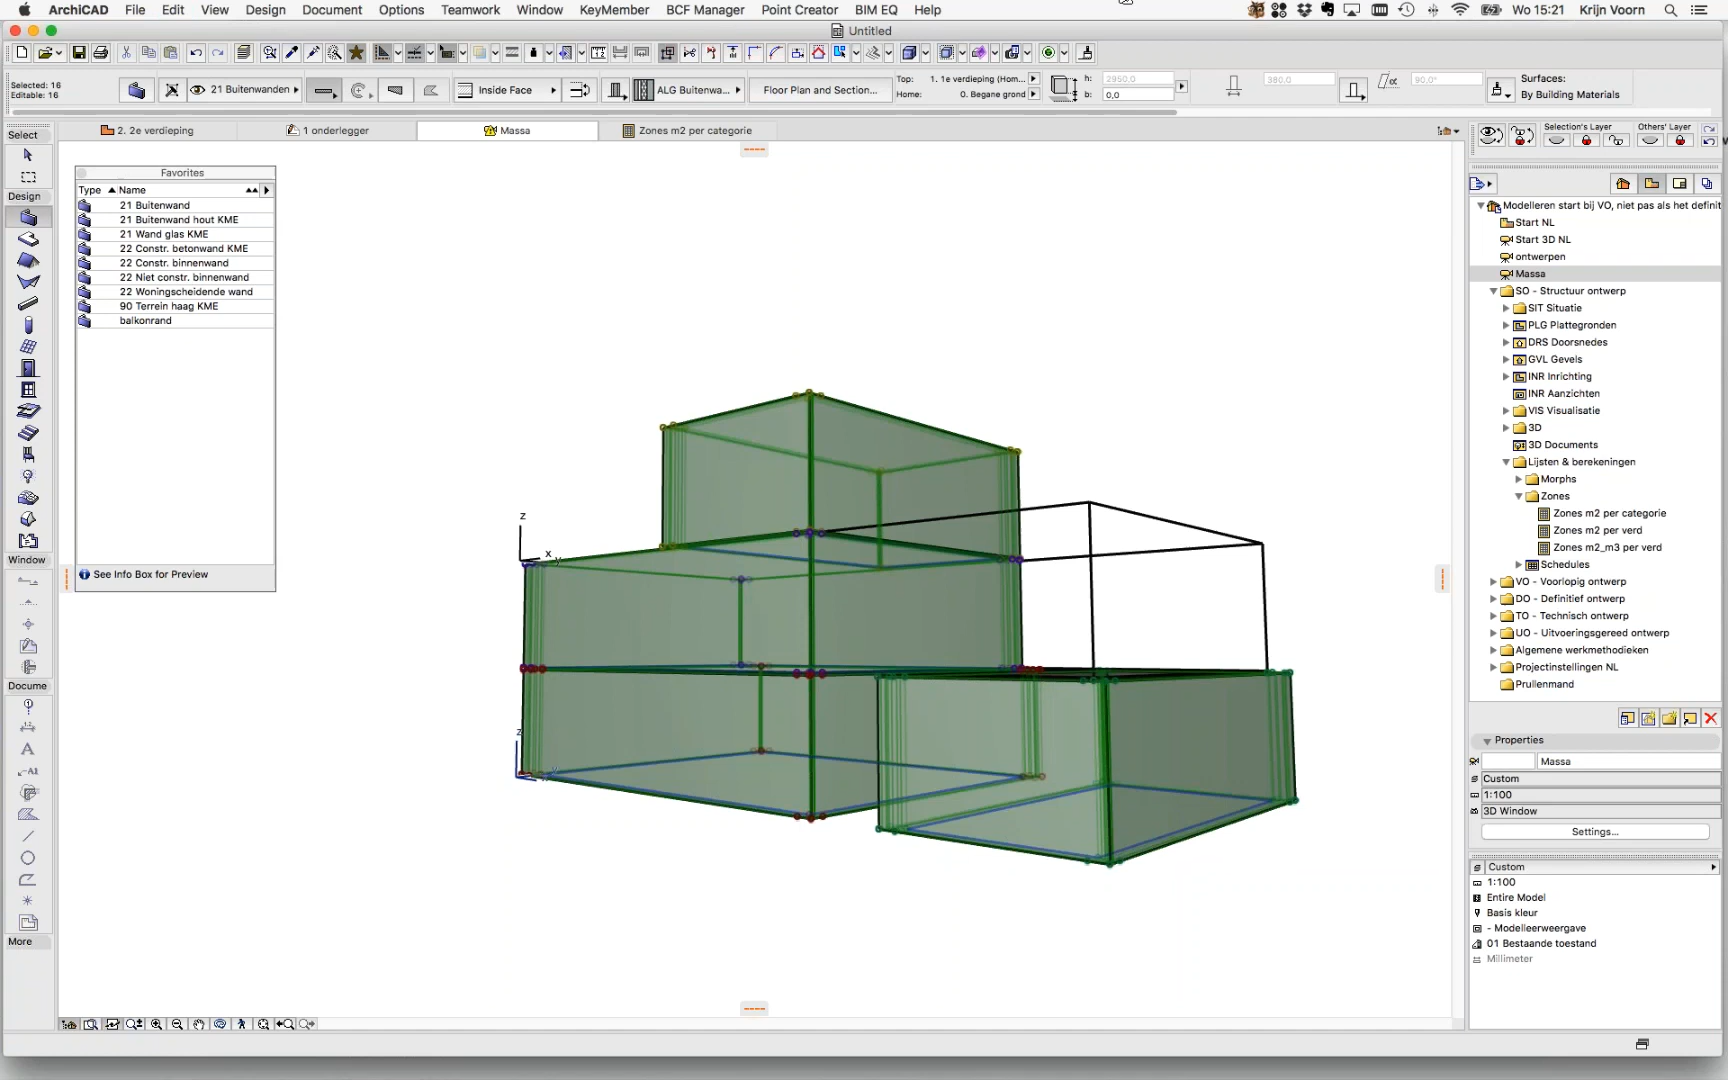 ArchiCAD File Edit View Design Document Options Teamwork Window KeyMember BCF Manager Point Creator BIM EQ Help Wo 15:21 Krijn Voorn
Untitled
Selected: 16
Editable: 16
21 Buitenwanden
Inside Face
ALG Buitenwa...
Floor Plan and Section...
Top: 1. 1e verdieping (Hom...
Home: 0. Begane grond
h: 2950,0
b: 0,0
380,0
90,0°
Surfaces:
By Building Materials
Select
2. 2e verdieping
1 onderlegger
Massa
Zones m2 per categorie
Selection's Layer
Others' Layer
Design
Window
Docume
More
Favorites
Type Name
21 Buitenwand
21 Buitenwand hout KME
21 Wand glas KME
22 Constr. betonwand KME
22 Constr. binnenwand
22 Niet constr. binnenwand
22 Woningscheidende wand
90 Terrein haag KME
balkonrand
See Info Box for Preview
z
x
y
z
Modelleren start bij VO, niet pas als het definit
Start NL
Start 3D NL
ontwerpen
Massa
SO - Structuur ontwerp
SIT Situatie
PLG Plattegronden
DRS Doorsnedes
GVL Gevels
INR Inrichting
INR Aanzichten
VIS Visualisatie
3D
3D Documents
Lijsten & berekeningen
Morphs
Zones
Zones m2 per categorie
Zones m2 per verd
Zones m2_m3 per verd
Schedules
VO - Voorlopig ontwerp
DO - Definitief ontwerp
TO - Technisch ontwerp
UO - Uitvoeringsgereed ontwerp
Algemene werkmethodieken
Projectinstellingen NL
Prullenmand
Properties
Massa
Custom
1:100
3D Window
Settings...
Custom
1:100
Entire Model
Basis kleur
- Modelleerweergave
01 Bestaande toestand
Millimeter